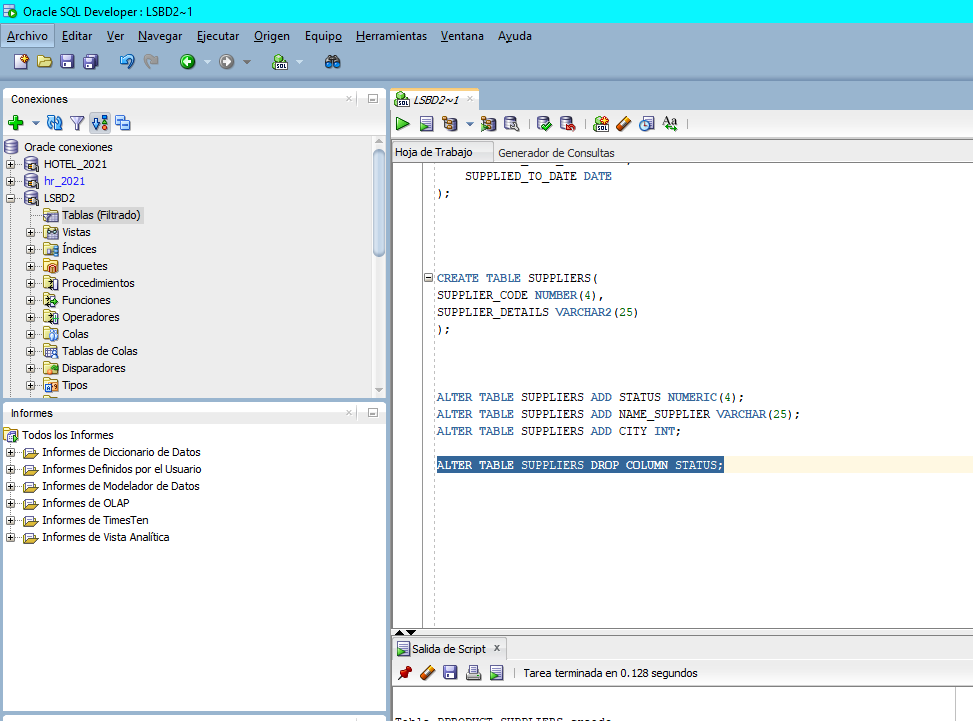 Oracle SQL Developer : LSBD2~1
Archivo Editar Ver Navegar Ejecutar Origen Equipo Herramientas Ventana Ayuda
Conexiones
Oracle conexiones
HOTEL_2021
hr_2021
LSBD2
Tablas (Filtrado)
Vistas
Índices
Paquetes
Procedimientos
Funciones
Operadores
Colas
Tablas de Colas
Disparadores
Tipos
Informes
Todos los Informes
Informes de Diccionario de Datos
Informes Definidos por el Usuario
Informes de Modelador de Datos
Informes de OLAP
Informes de TimesTen
Informes de Vista Analítica
LSBD2~1
Hoja de Trabajo Generador de Consultas
SUPPLIED_TO_DATE DATE
);
CREATE TABLE SUPPLIERS(
SUPPLIER_CODE NUMBER(4),
SUPPLIER_DETAILS VARCHAR2(25)
);
ALTER TABLE SUPPLIERS ADD STATUS NUMERIC(4);
ALTER TABLE SUPPLIERS ADD NAME_SUPPLIER VARCHAR(25);
ALTER TABLE SUPPLIERS ADD CITY INT;
ALTER TABLE SUPPLIERS DROP COLUMN STATUS;
Salida de Script
Tarea terminada en 0.128 segundos